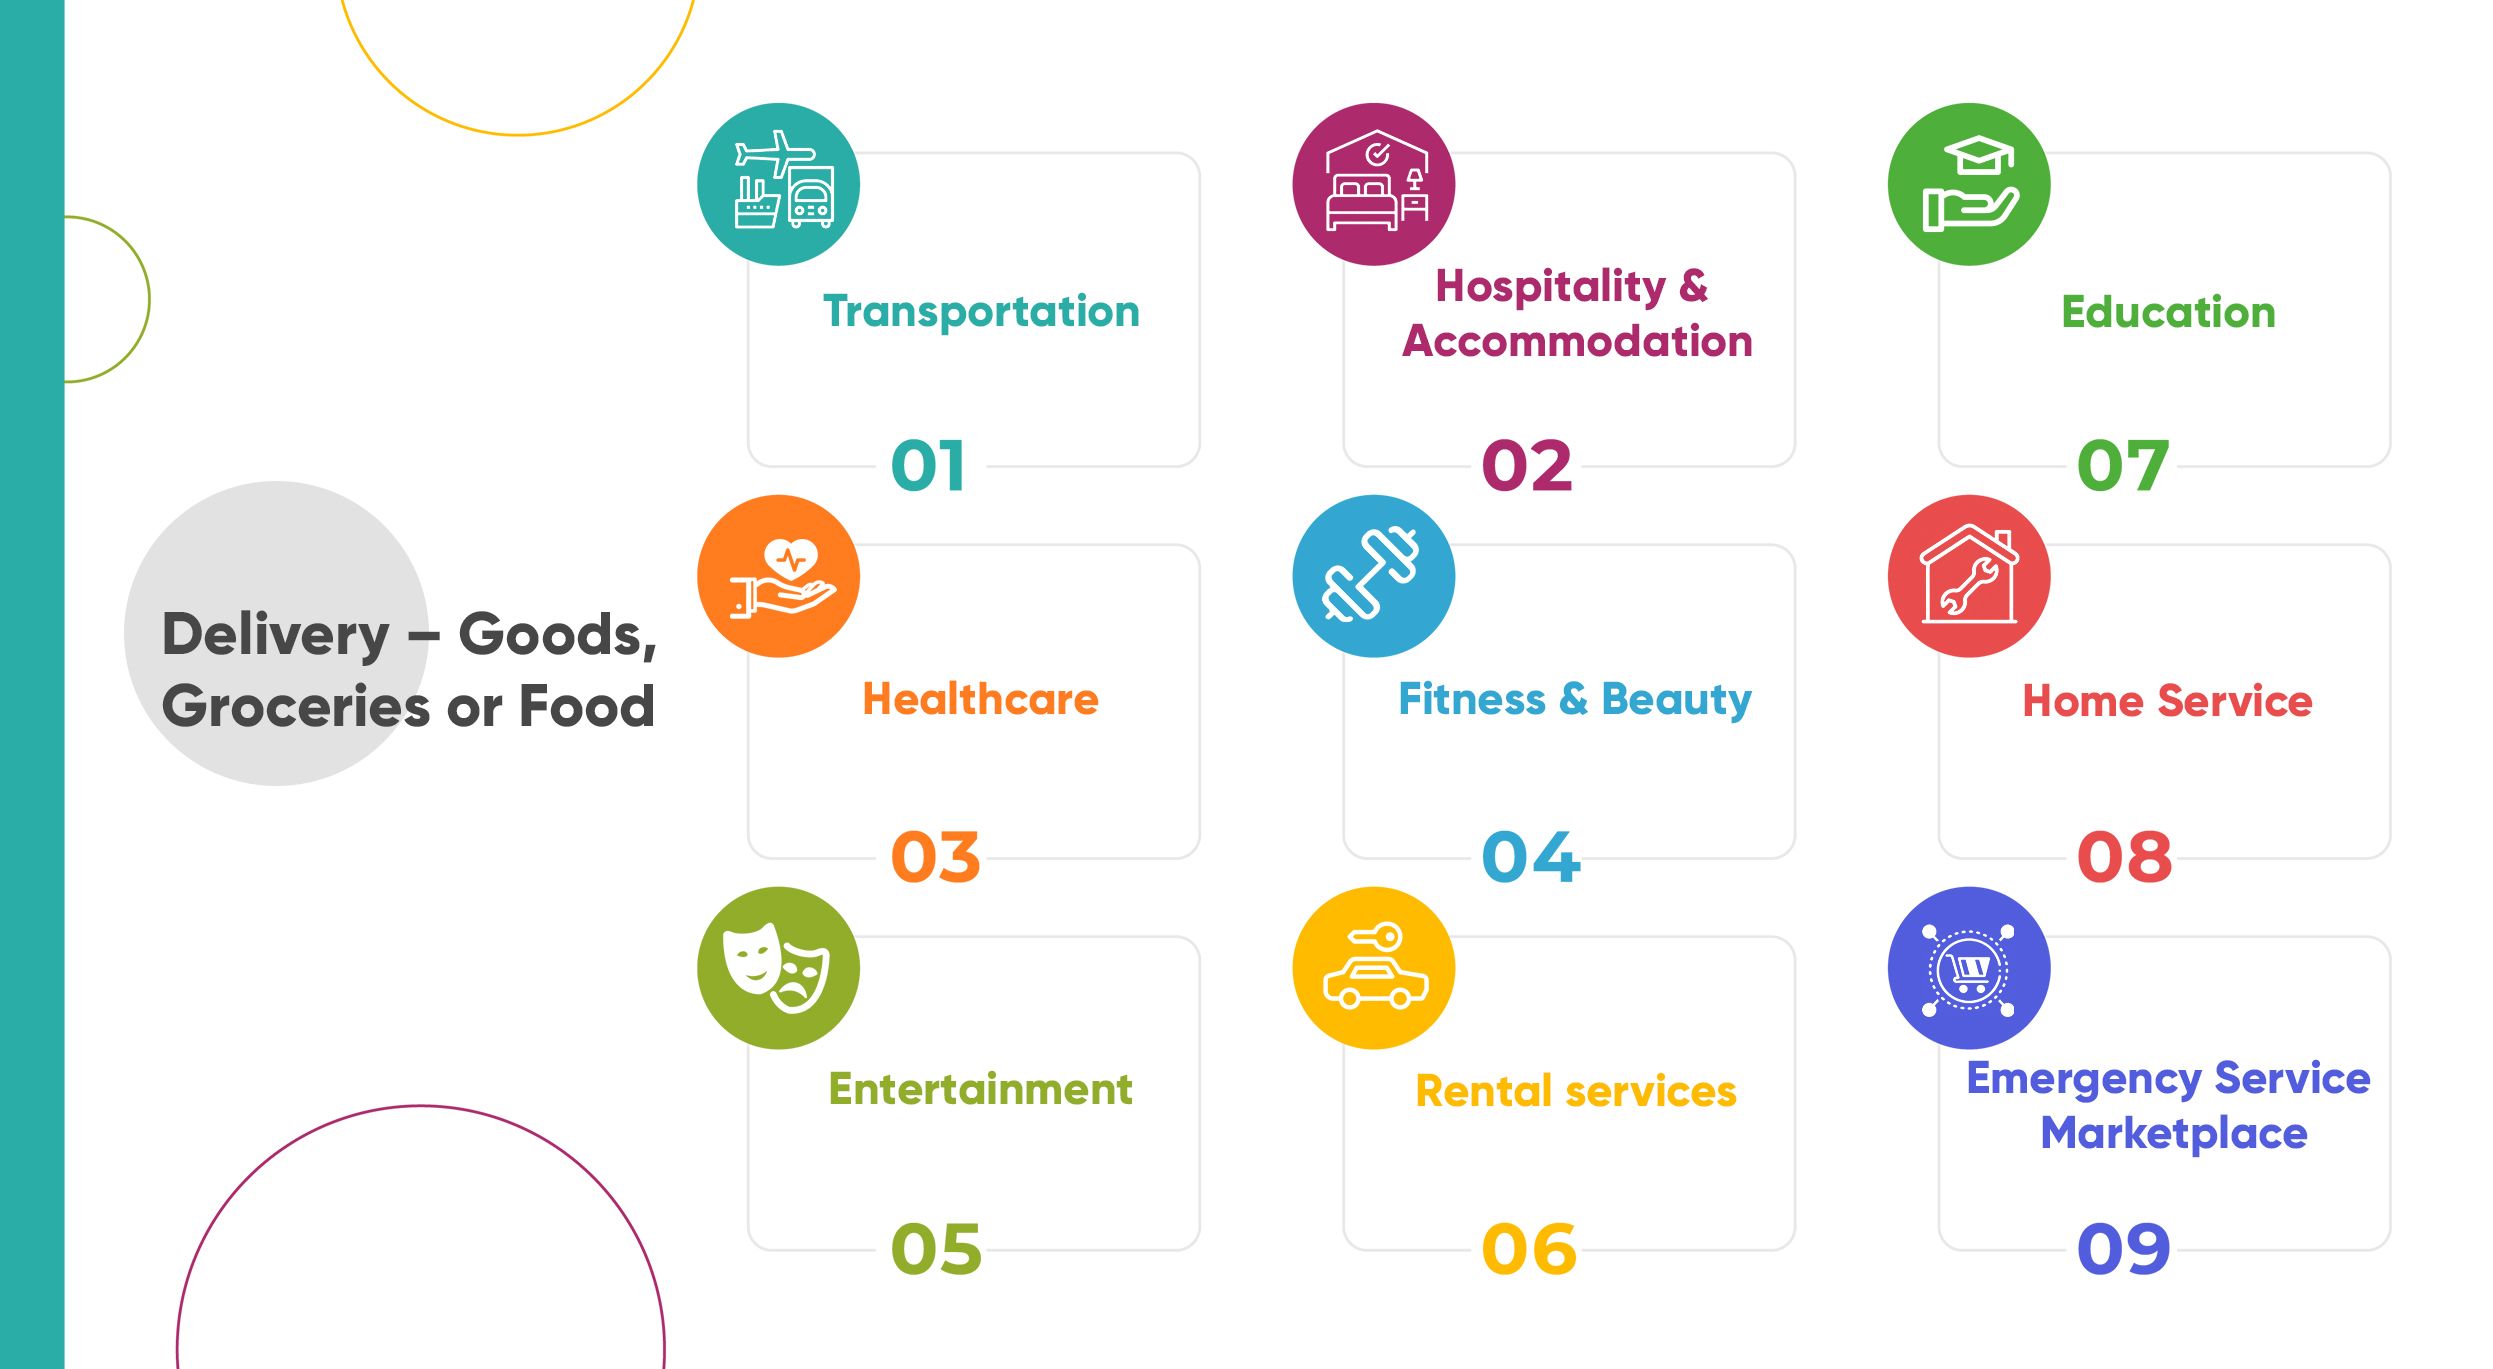 Delivery – Goods,
Groceries or Food
Transportation
01
Hospitality &
Accommodation
02
Education
07
Healthcare
03
Fitness & Beauty
04
Home Service
08
Entertainment
05
Rental services
06
Emergency Service
Marketplace
09